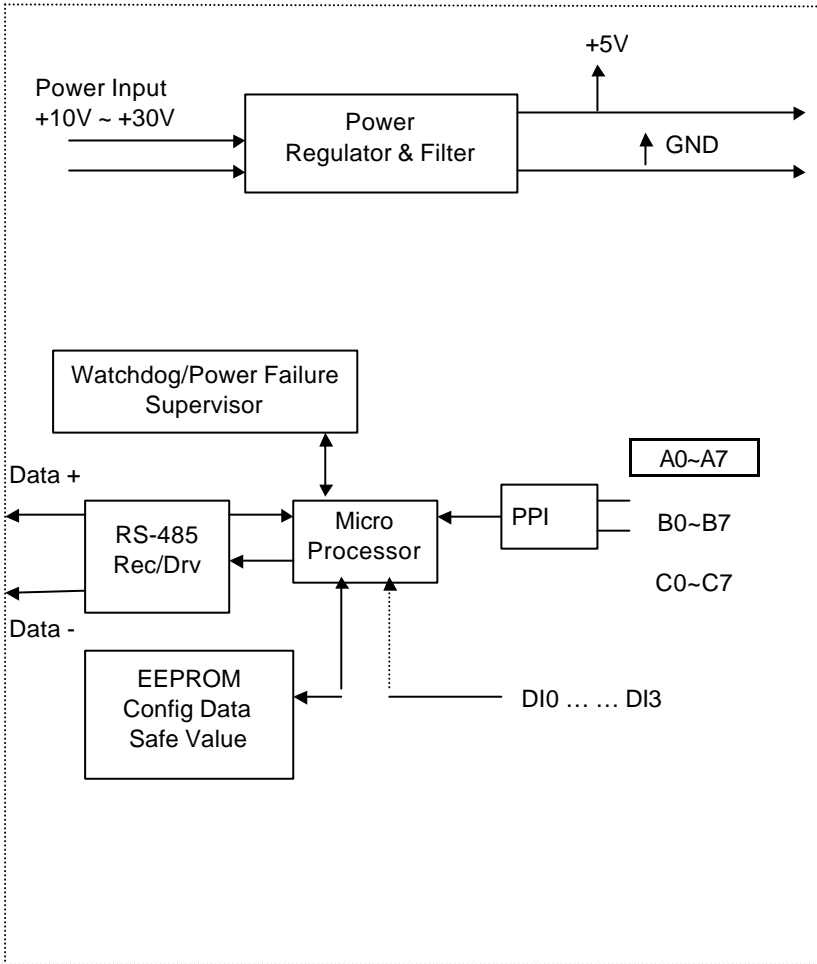 +5V
Power Input
+10V ~ +30V
Power
Regulator & Filter
GND
Watchdog/Power Failure
Supervisor
A0~A7
Data +
RS-485
Rec/Drv
Micro
Processor
PPI
B0~B7
C0~C7
Data -
EEPROM
Config Data
Safe Value
DI0 … … DI3